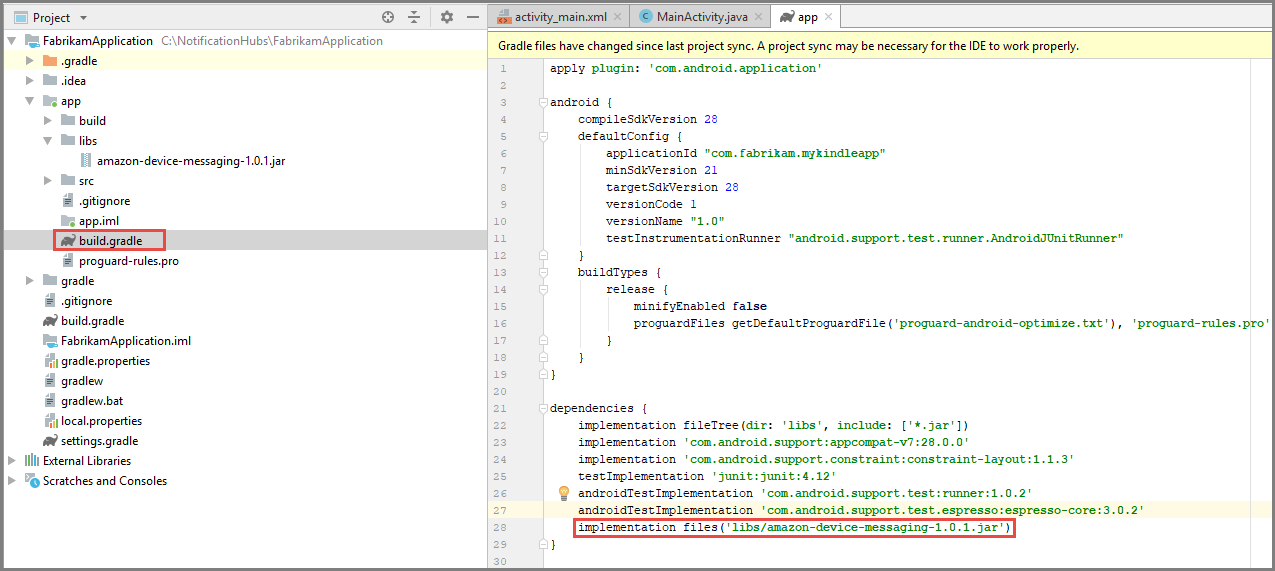 Project
FabrikamApplication C:\NotificationHubs\FabrikamApplication
.gradle
.idea
app
build
libs
amazon-device-messaging-1.0.1.jar
src
.gitignore
app.iml
build.gradle
proguard-rules.pro
gradle
.gitignore
build.gradle
FabrikamApplication.iml
gradle.properties
gradlew
gradlew.bat
local.properties
settings.gradle
External Libraries
Scratches and Consoles
activity_main.xml
C MainActivity.java
app
Gradle files have changed since last project sync. A project sync may be necessary for the IDE to work properly.
1 apply plugin: 'com.android.application'
2
3 android {
4 compileSdkVersion 28
5 defaultConfig {
6 applicationId "com.fabrikam.mykindleapp"
7 minSdkVersion 21
8 targetSdkVersion 28
9 versionCode 1
10 versionName "1.0"
11 testInstrumentationRunner "android.support.test.runner.AndroidJUnitRunner"
12 }
13 buildTypes {
14 release {
15 minifyEnabled false
16 proguardFiles getDefaultProguardFile('proguard-android-optimize.txt'), 'proguard-rules.pro'
17 }
18 }
19 }
20
21 dependencies {
22 implementation fileTree(dir: 'libs', include: ['*.jar'])
23 implementation 'com.android.support:appcompat-v7:28.0.0'
24 implementation 'com.android.support.constraint:constraint-layout:1.1.3'
25 testImplementation 'junit:junit:4.12'
26 androidTestImplementation 'com.android.support.test:runner:1.0.2'
27 androidTestImplementation 'com.android.support.test.espresso:espresso-core:3.0.2'
28 implementation files('libs/amazon-device-messaging-1.0.1.jar')
29 }
30